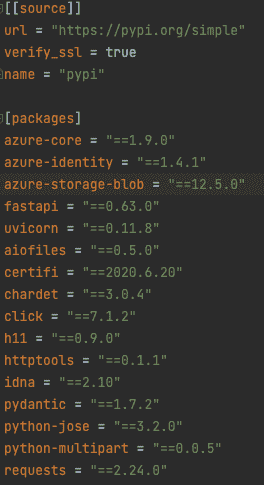 [[source]]
url = "https://pypi.org/simple"
verify_ssl = true
name = "pypi"
[packages]
azure-core = "==1.9.0"
azure-identity = "==1.4.1"
azure-storage-blob = "==12.5.0"
fastapi = "==0.63.0"
uvicorn = "==0.11.8"
aiofiles = "==0.5.0"
certifi = "==2020.6.20"
chardet = "==3.0.4"
click = "==7.1.2"
h11 = "==0.9.0"
httptools = "==0.1.1"
idna = "==2.10"
pydantic = "==1.7.2"
python-jose = "==3.2.0"
python-multipart = "==0.0.5"
requests = "==2.24.0"